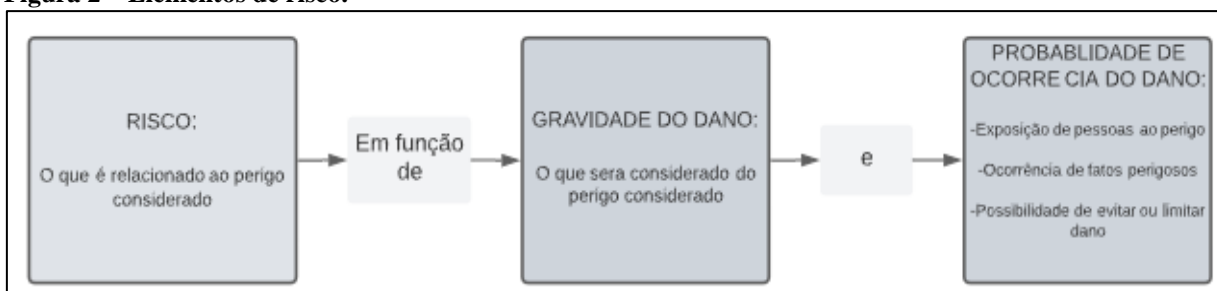 Figura 2 – Elementos de risco.
RISCO:
O que é relacionado ao perigo
considerado
Em função
de
GRAVIDADE DO DANO:
O que sera considerado do
perigo considerado
e
PROBABLIDADE DE
OCORRE CIA DO DANO:
-Exposição de pessoas ao perigo
-Ocorrência de fatos perigosos
-Possibilidade de evitar ou limitar
dano